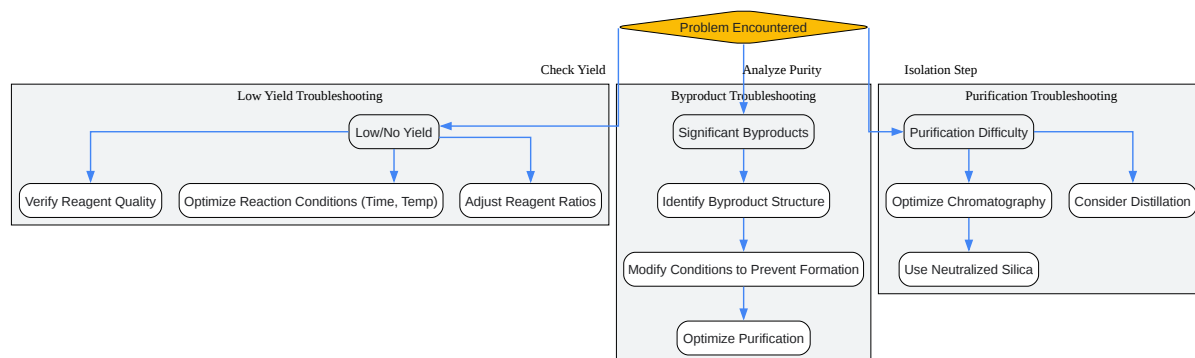 Problem Encountered
Check Yield
Analyze Purity
Isolation Step
Low Yield Troubleshooting
Low/No Yield
Verify Reagent Quality
Optimize Reaction Conditions (Time, Temp)
Adjust Reagent Ratios
Byproduct Troubleshooting
Significant Byproducts
Identify Byproduct Structure
Modify Conditions to Prevent Formation
Optimize Purification
Purification Troubleshooting
Purification Difficulty
Optimize Chromatography
Consider Distillation
Use Neutralized Silica